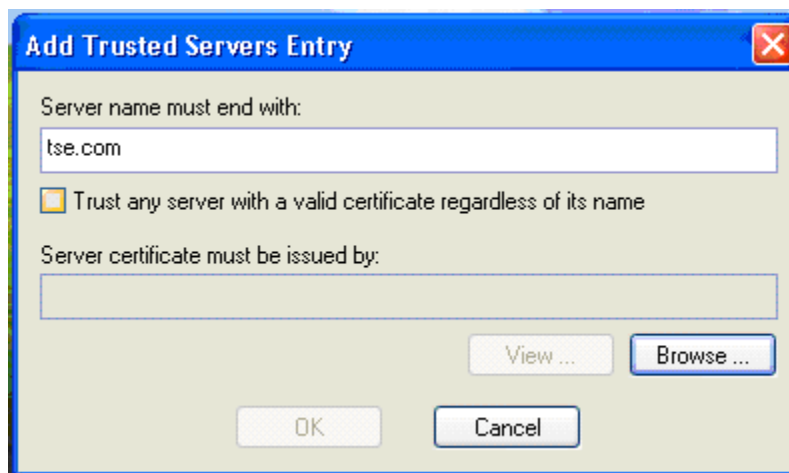 Add Trusted Servers Entry
Server name must end with:
tse.com
Trust any server with a valid certificate regardless of its name
Server certificate must be issued by:
View ...
Browse ...
OK
Cancel